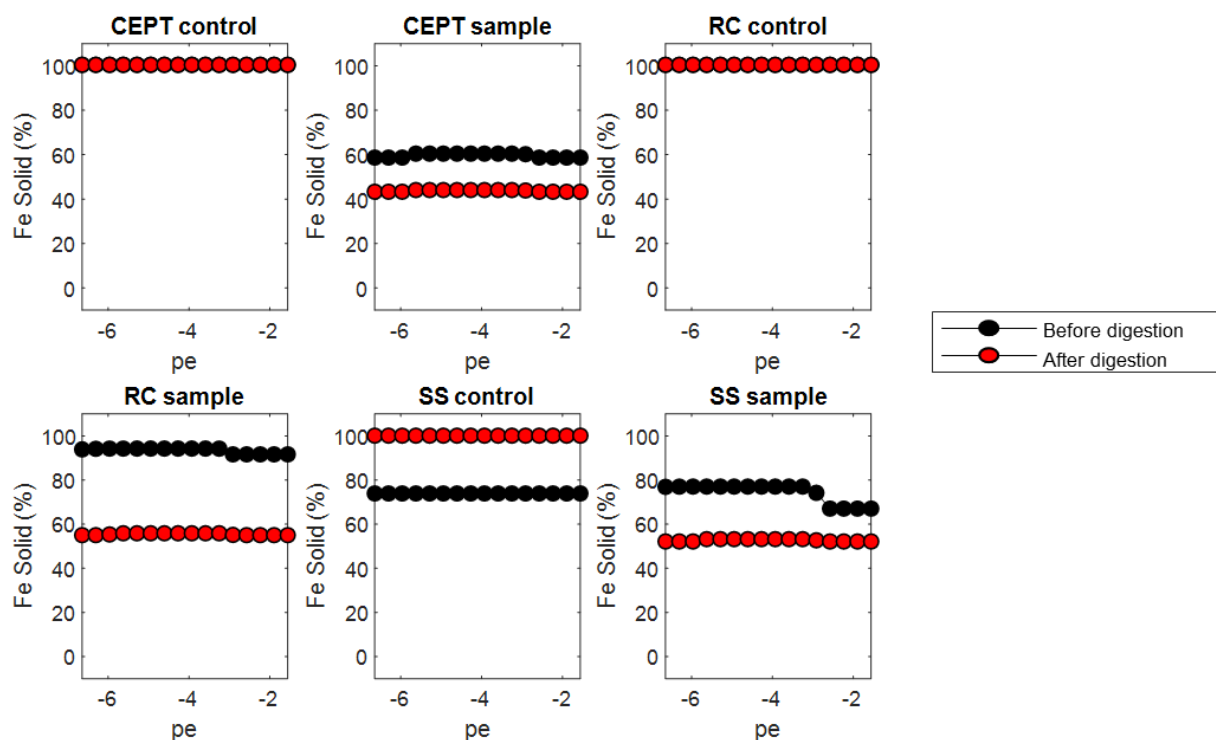 CEPT control
CEPT sample
RC control
100
80
60
40
20
0
Fe Solid (%)
-6
-4
-2
pe
100
80
60
40
20
0
Fe Solid (%)
-6
-4
-2
pe
100
80
60
40
20
0
Fe Solid (%)
-6
-4
-2
pe
Before digestion
After digestion
RC sample
SS control
SS sample
100
80
60
40
20
0
Fe Solid (%)
-6
-4
-2
pe
100
80
60
40
20
0
Fe Solid (%)
-6
-4
-2
pe
100
80
60
40
20
0
Fe Solid (%)
-6
-4
-2
pe